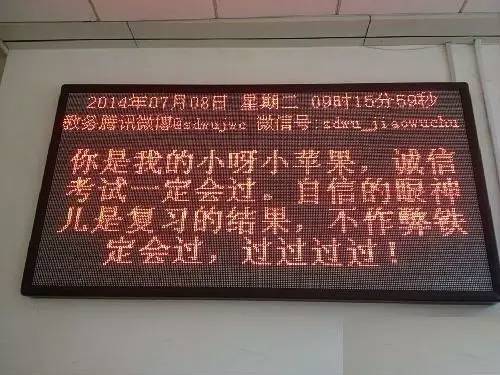 2014年07月08日 星期二 09时15分59秒
教务腾讯微博@sdwujwc 微信号:sdwu_jiaowuchu
你是我的小呀小苹果，诚信
考试一定会过。自信的眼神
儿是复习的结果，不作弊铁
定会过，过过过过！